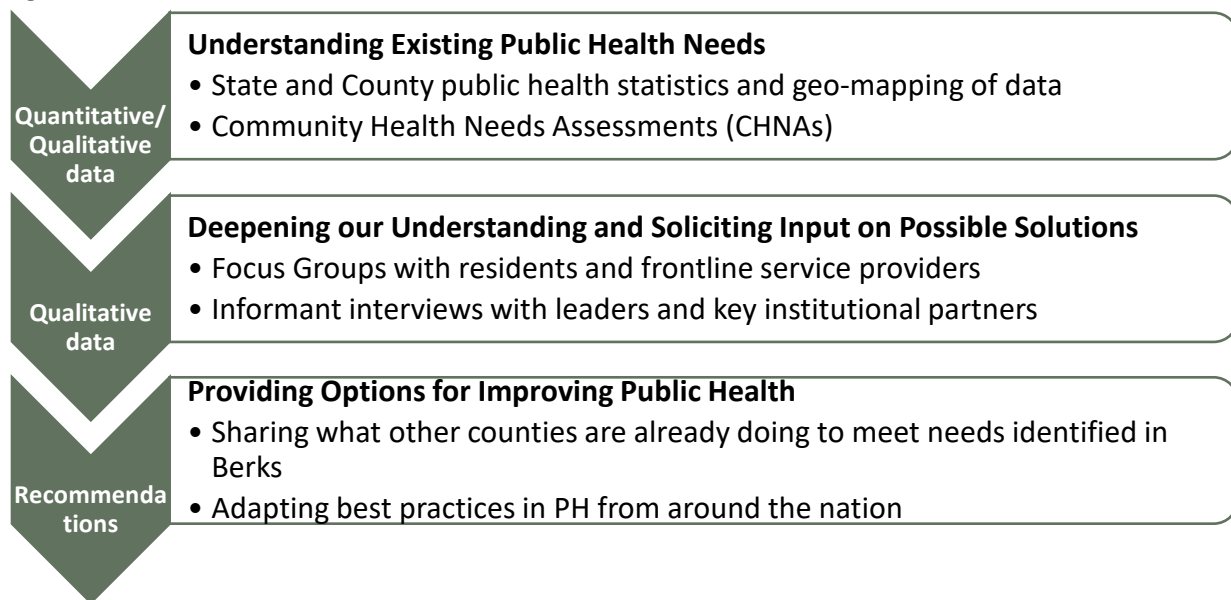 Understanding Existing Public Health Needs
• State and County public health statistics and geo-mapping of data
• Community Health Needs Assessments (CHNAs)
Quantitative/
Qualitative
data
Deepening our Understanding and Soliciting Input on Possible Solutions
• Focus Groups with residents and frontline service providers
• Informant interviews with leaders and key institutional partners
Qualitative
data
Providing Options for Improving Public Health
• Sharing what other counties are already doing to meet needs identified in
Berks
• Adapting best practices in PH from around the nation
Recommenda
tions